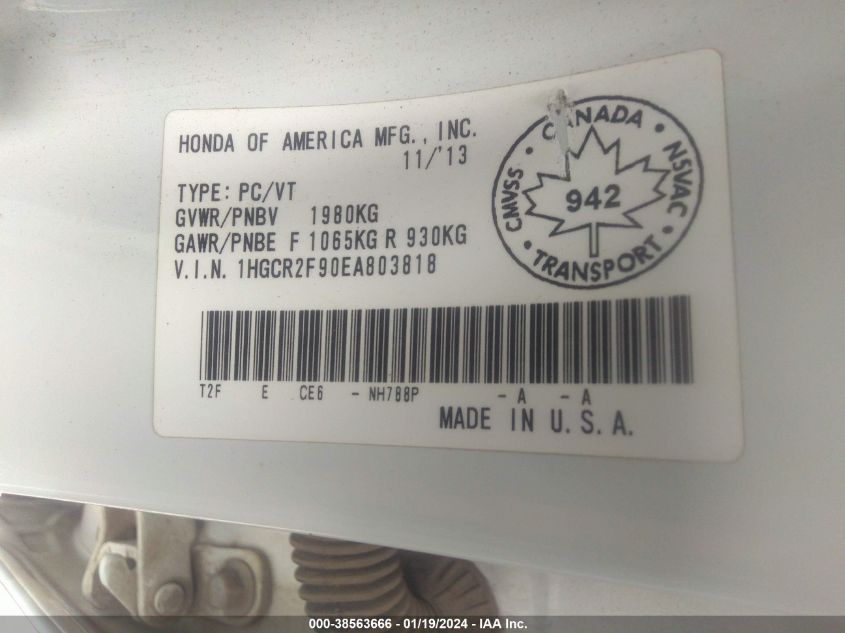 HONDA OF AMERICA MFG., INC.
11/'13
TYPE: PC/VT
GVWR/PNBV 1980KG
GAWR/PNBE F 1065KG R 930KG
V.I.N. 1HGCR2F90EA803818
CANADA
CMVSS
942
NSVAC
TRANSPORT
T2F E CE6 - NH788P - A - A
MADE IN U.S.A.
000-38563666 - 01/19/2024 - IAA Inc.